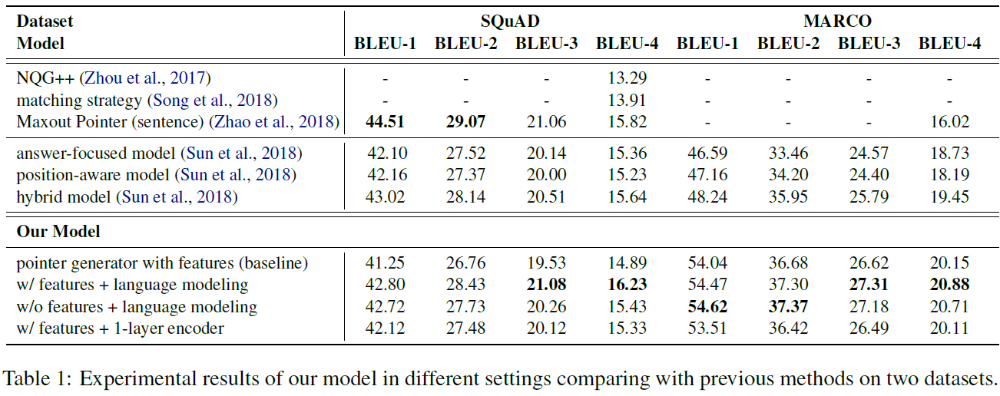 Dataset SQuAD MARCO
Model BLEU-1 BLEU-2 BLEU-3 BLEU-4 BLEU-1 BLEU-2 BLEU-3 BLEU-4
NQG++ (Zhou et al., 2017) - - - 13.29 - - - -
matching strategy (Song et al., 2018) - - - 13.91 - - - -
Maxout Pointer (sentence) (Zhao et al., 2018) 44.51 29.07 21.06 15.82 - - - 16.02
answer-focused model (Sun et al., 2018) 42.10 27.52 20.14 15.36 46.59 33.46 24.57 18.73
position-aware model (Sun et al., 2018) 42.16 27.37 20.00 15.23 47.16 34.20 24.40 18.19
hybrid model (Sun et al., 2018) 43.02 28.14 20.51 15.64 48.24 35.95 25.79 19.45
Our Model
pointer generator with features (baseline) 41.25 26.76 19.53 14.89 54.04 36.68 26.62 20.15
w/ features + language modeling 42.80 28.43 21.08 16.23 54.47 37.30 27.31 20.88
w/o features + language modeling 42.72 27.73 20.26 15.43 54.62 37.37 27.18 20.71
w/ features + 1-layer encoder 42.12 27.48 20.12 15.33 53.51 36.42 26.49 20.11
Table 1: Experimental results of our model in different settings comparing with previous methods on two datasets.